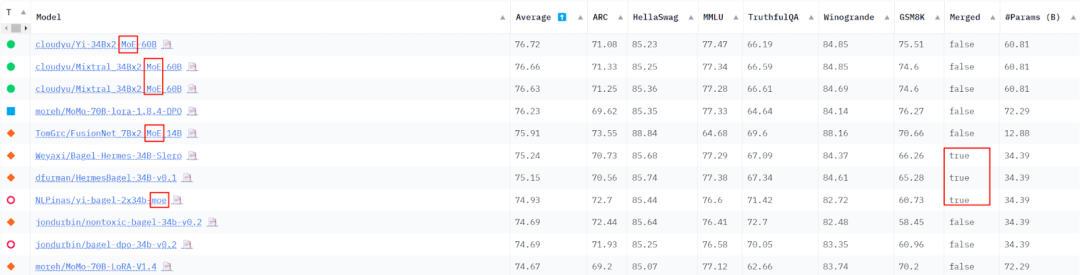 T Model Average ARC HellaSwag MMLU TruthfulQA Winogrande GSM8K Merged #Params (B)
cloudyu/Yi-34Bx2-MoE-60B 76.72 71.08 85.23 77.47 66.19 84.85 75.51 false 60.81
cloudyu/Mixtral_34Bx2_MoE_60B 76.66 71.33 85.25 77.34 66.59 84.85 74.6 false 60.81
cloudyu/Mixtral_34Bx2_MoE_60B 76.63 71.25 85.36 77.28 66.61 84.69 74.6 false 60.81
moreh/MoMo-70B-lora-1.8.4-DPO 76.23 69.62 85.35 77.33 64.64 84.14 76.27 false 72.29
TomGrc/FusionNet_7Bx2_MoE_14B 75.91 73.55 88.84 64.68 69.6 88.16 70.66 false 12.88
Weyaxi/Bagel-Hermes-34B-Slerp 75.24 70.73 85.68 77.29 67.09 84.37 66.26 true 34.39
dfurman/HermesBagel-34B-v0.1 75.15 70.56 85.74 77.38 67.34 84.61 65.28 true 34.39
NLPinas/yi-bagel-2x34b-moe 74.93 72.7 85.44 76.6 71.42 82.72 60.73 true 34.39
jondurbin/nontoxic-bagel-34b-v0.2 74.69 72.44 85.64 76.41 72.7 82.48 58.45 false 34.39
jondurbin/bagel-dpo-34b-v0.2 74.69 71.93 85.25 76.58 70.05 83.35 60.96 false 34.39
moreh/MoMo-70B-LoRA-V1.4 74.67 69.2 85.07 77.12 62.66 83.74 70.2 false 72.29